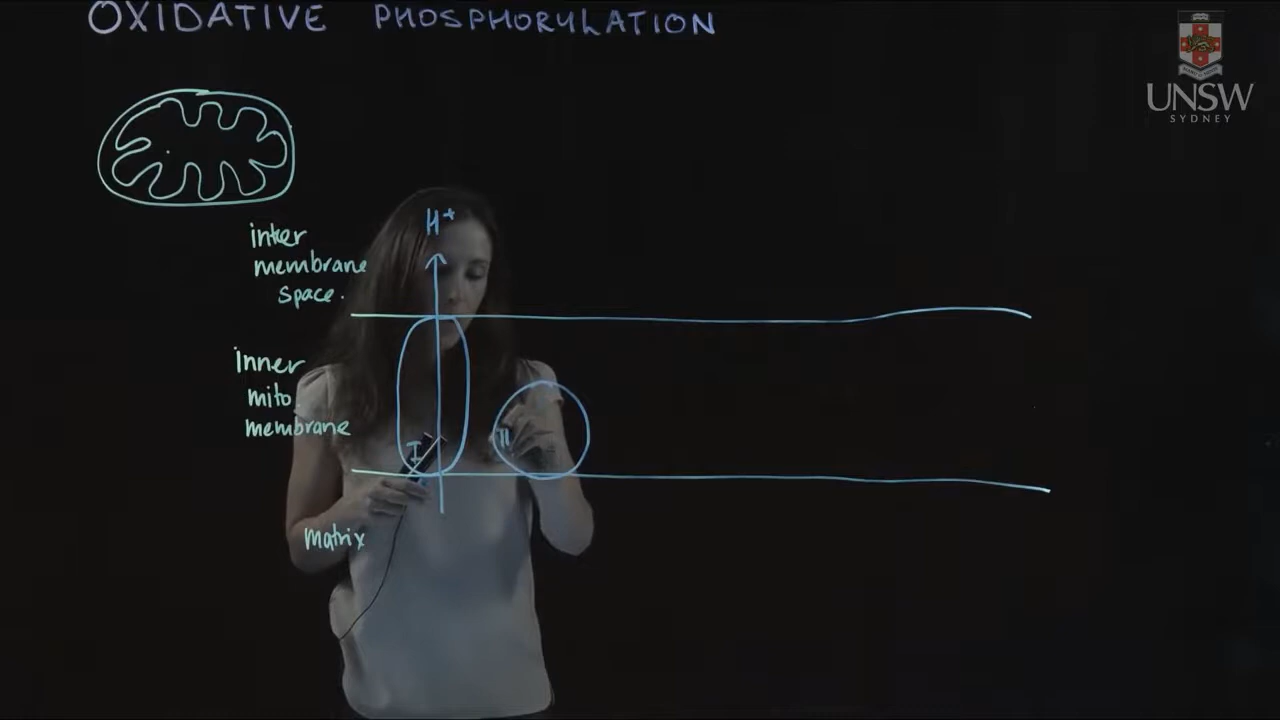 OXIDATIVE PHOSPHORYLATION
UNSW
SYDNEY
H+
inter
membrane
space.
inner
mito.
membrane
I
II
matrix